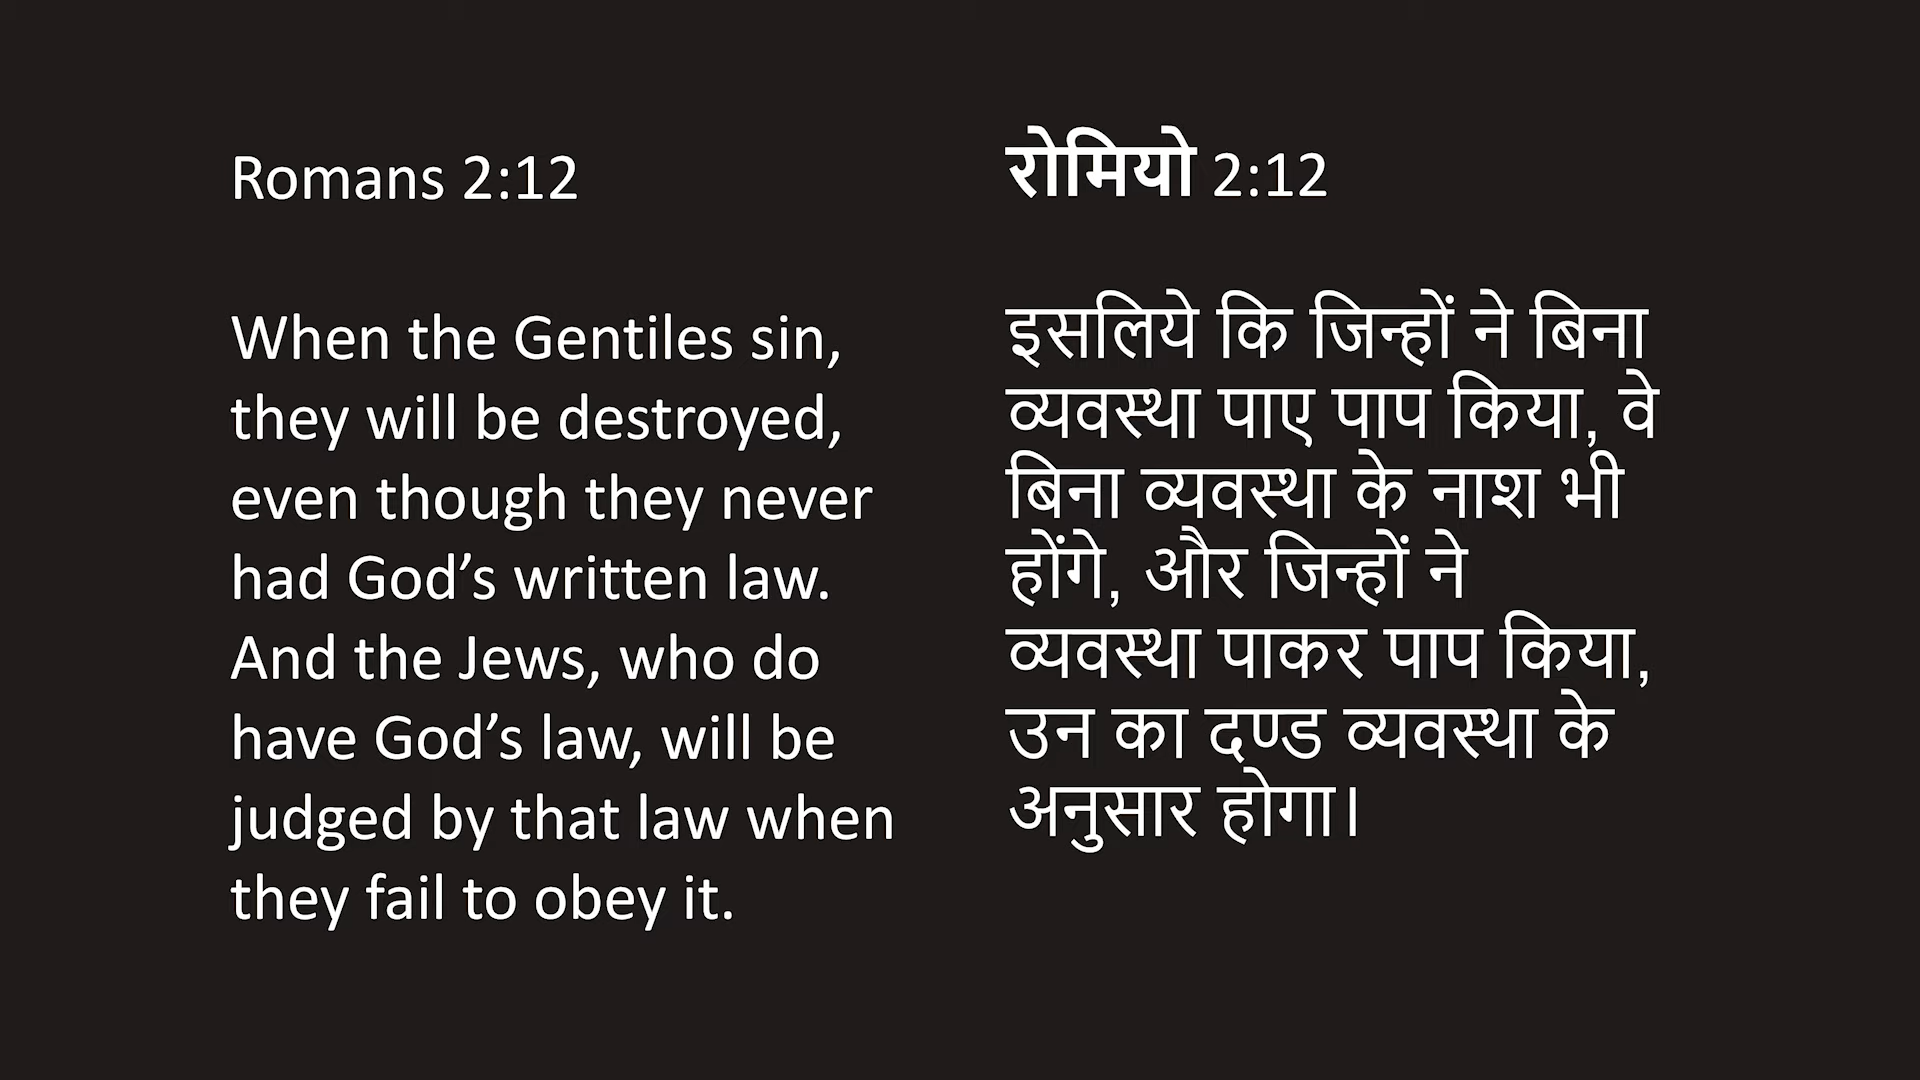 Romans 2:12
When the Gentiles sin,
they will be destroyed,
even though they never
had God’s written law.
And the Jews, who do
have God’s law, will be
judged by that law when
they fail to obey it.
रोमियो 2:12
इसलिये कि जिन्हों ने बिना
व्यवस्था पाए पाप किया, वे
बिना व्यवस्था के नाश भी
होंगे, और जिन्हों ने
व्यवस्था पाकर पाप किया,
उन का दण्ड व्यवस्था के
अनुसार होगा।